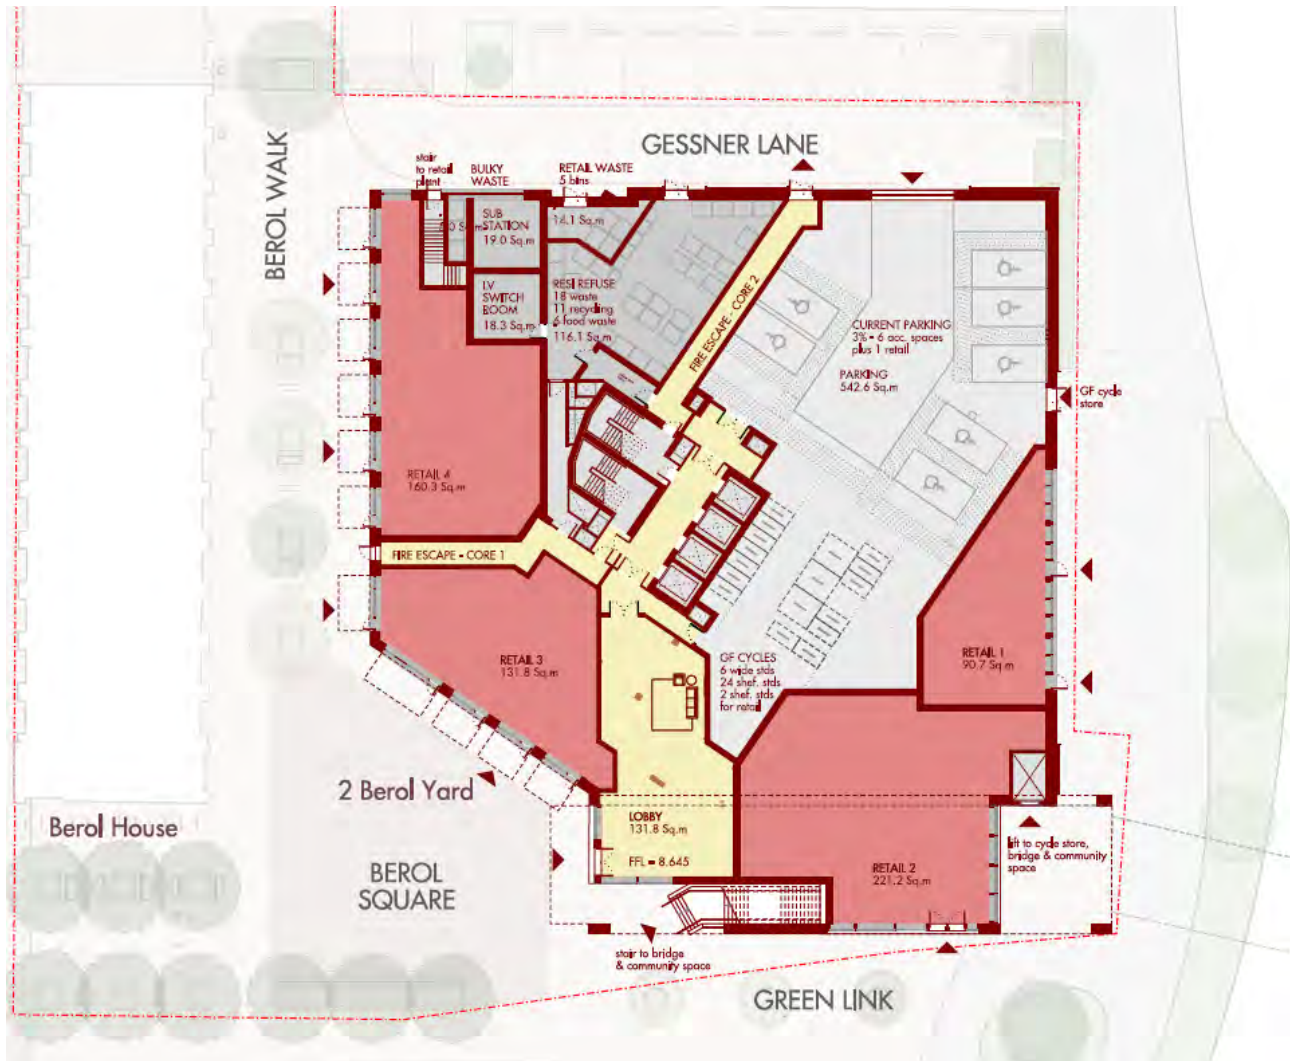 GESSNER LANE
BEROL WALK
stair
to retail
plant
BULKY
WASTE
RETAIL WASTE
5 bins
SUB
STATION
19.0 Sq.m
14.1 Sq.m
LV
SWITCH
ROOM
18.3 Sq.m
RESI REFUSE
18 waste
11 recycling
6 food waste
116.1 Sq.m
FIRE ESCAPE - CORE 2
CURRENT PARKING
3% = 6 acc. spaces
plus 1 retail
PARKING
542.6 Sq.m
GF cycle
store
RETAIL 4
160.3 Sq.m
FIRE ESCAPE - CORE 1
RETAIL 3
131.8 Sq.m
GF CYCLES
6 wide stds
24 shef. stds
2 shef. stds
for retail
RETAIL 1
90.7 Sq.m
2 Berol Yard
Berol House
BEROL
SQUARE
LOBBY
131.8 Sq.m
FFL = 8.645
RETAIL 2
221.2 Sq.m
lift to cycle store,
bridge & community
space
stair to bridge
& community space
GREEN LINK